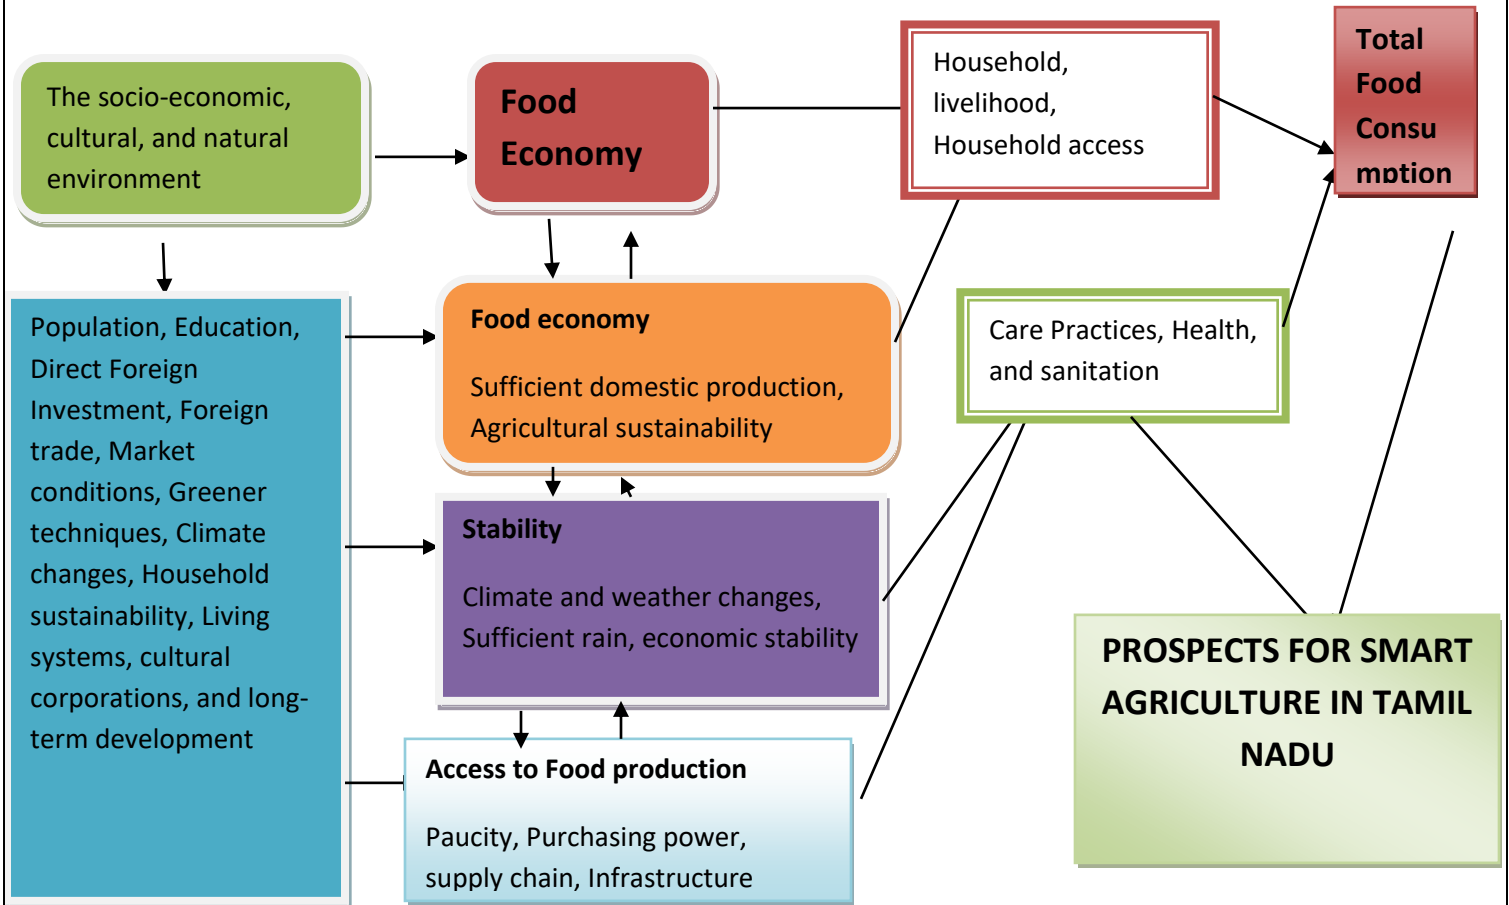 The socio-economic,
cultural, and natural
environment
Food
Economy
Household,
livelihood,
Household access
Total
Food
Consu
mption
Population, Education,
Direct Foreign
Investment, Foreign
trade, Market
conditions, Greener
techniques, Climate
changes, Household
sustainability, Living
systems, cultural
corporations, and long-
term development
Food economy
Sufficient domestic production,
Agricultural sustainability
Care Practices, Health,
and sanitation
Stability
Climate and weather changes,
Sufficient rain, economic stability
Access to Food production
Paucity, Purchasing power,
supply chain, Infrastructure
PROSPECTS FOR SMART
AGRICULTURE IN TAMIL
NADU